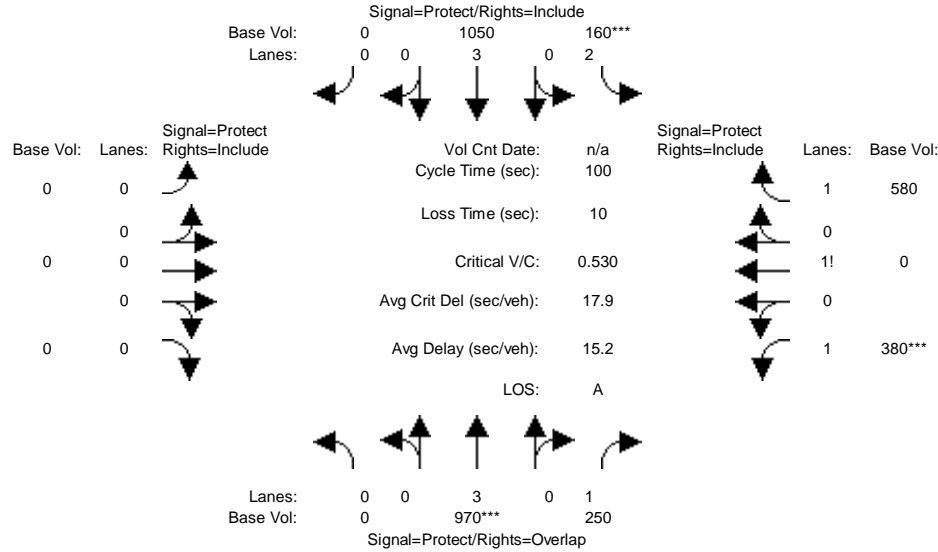 Signal=Protect/Rights=Include
Base Vol: 0 1050 160***
Lanes: 0 0 3 0 2
Signal=Protect Signal=Protect
Base Vol: Lanes: Rights=Include Vol Cnt Date: n/a Rights=Include Lanes: Base Vol:
Cycle Time (sec): 100
0 0 1 580
Loss Time (sec): 10
0 0
0 0 Critical V/C: 0.530 1! 0
0 Avg Crit Del (sec/veh): 17.9 0
0 0 Avg Delay (sec/veh): 15.2 1 380***
LOS: A
Lanes: 0 0 3 0 1
Base Vol: 0 970*** 250
Signal=Protect/Rights=Overlap